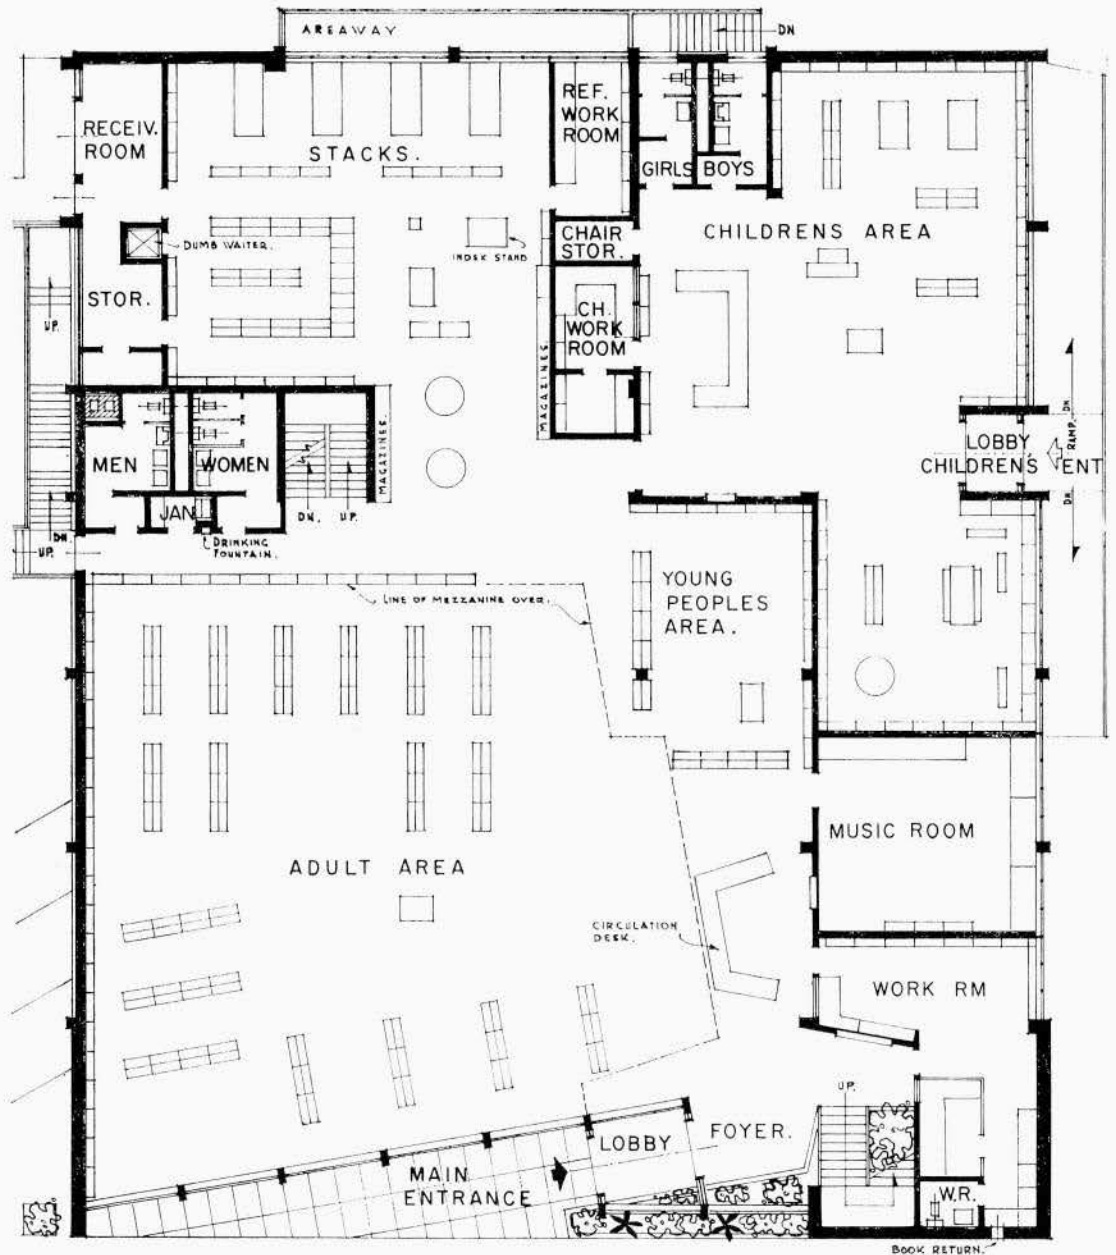 AREAWAY
DN
RECEIV.
ROOM
STACKS.
REF.
WORK
ROOM
GIRLS
BOYS
DUMB WAITER.
INDEX STAND
CHAIR
STOR.
CHILDRENS AREA
STOR.
UP.
CH.
WORK
ROOM
MAGAZINES.
MAGAZINES.
LOBBY
CHILDREN'S ENT
RAMP.
DN
DN
MEN
WOMEN
JAN
DN.
UP.
DN.
UP.
DRINKING
FOUNTAIN.
LINE OF MEZZANINE OVER.
YOUNG
PEOPLES
AREA.
MUSIC ROOM
ADULT AREA
CIRCULATION
DESK.
WORK RM
UP.
LOBBY
FOYER.
MAIN
ENTRANCE
W.R.
BOOK RETURN.